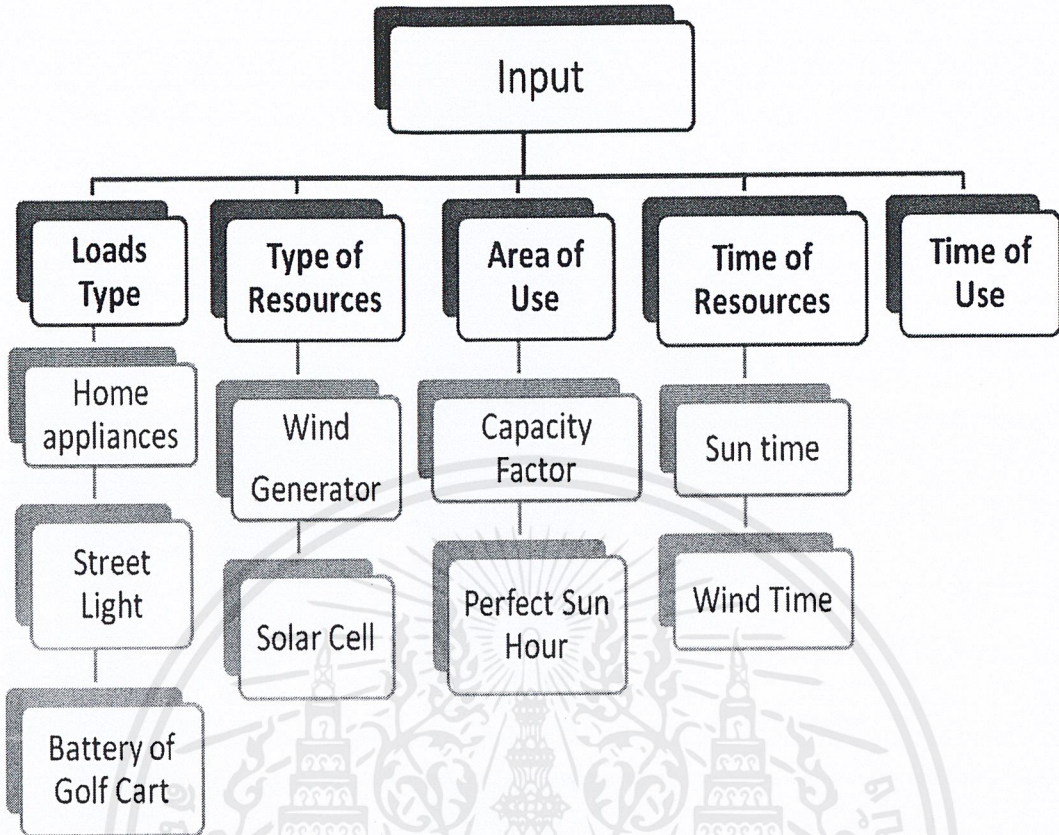 Input
Loads
Type
Home
appliances
Street
Light
Battery of
Golf Cart
Type of
Resources
Wind
Generator
Solar Cell
Area of
Use
Capacity
Factor
Perfect Sun
Hour
Time of
Resources
Sun time
Wind Time
Time of
Use